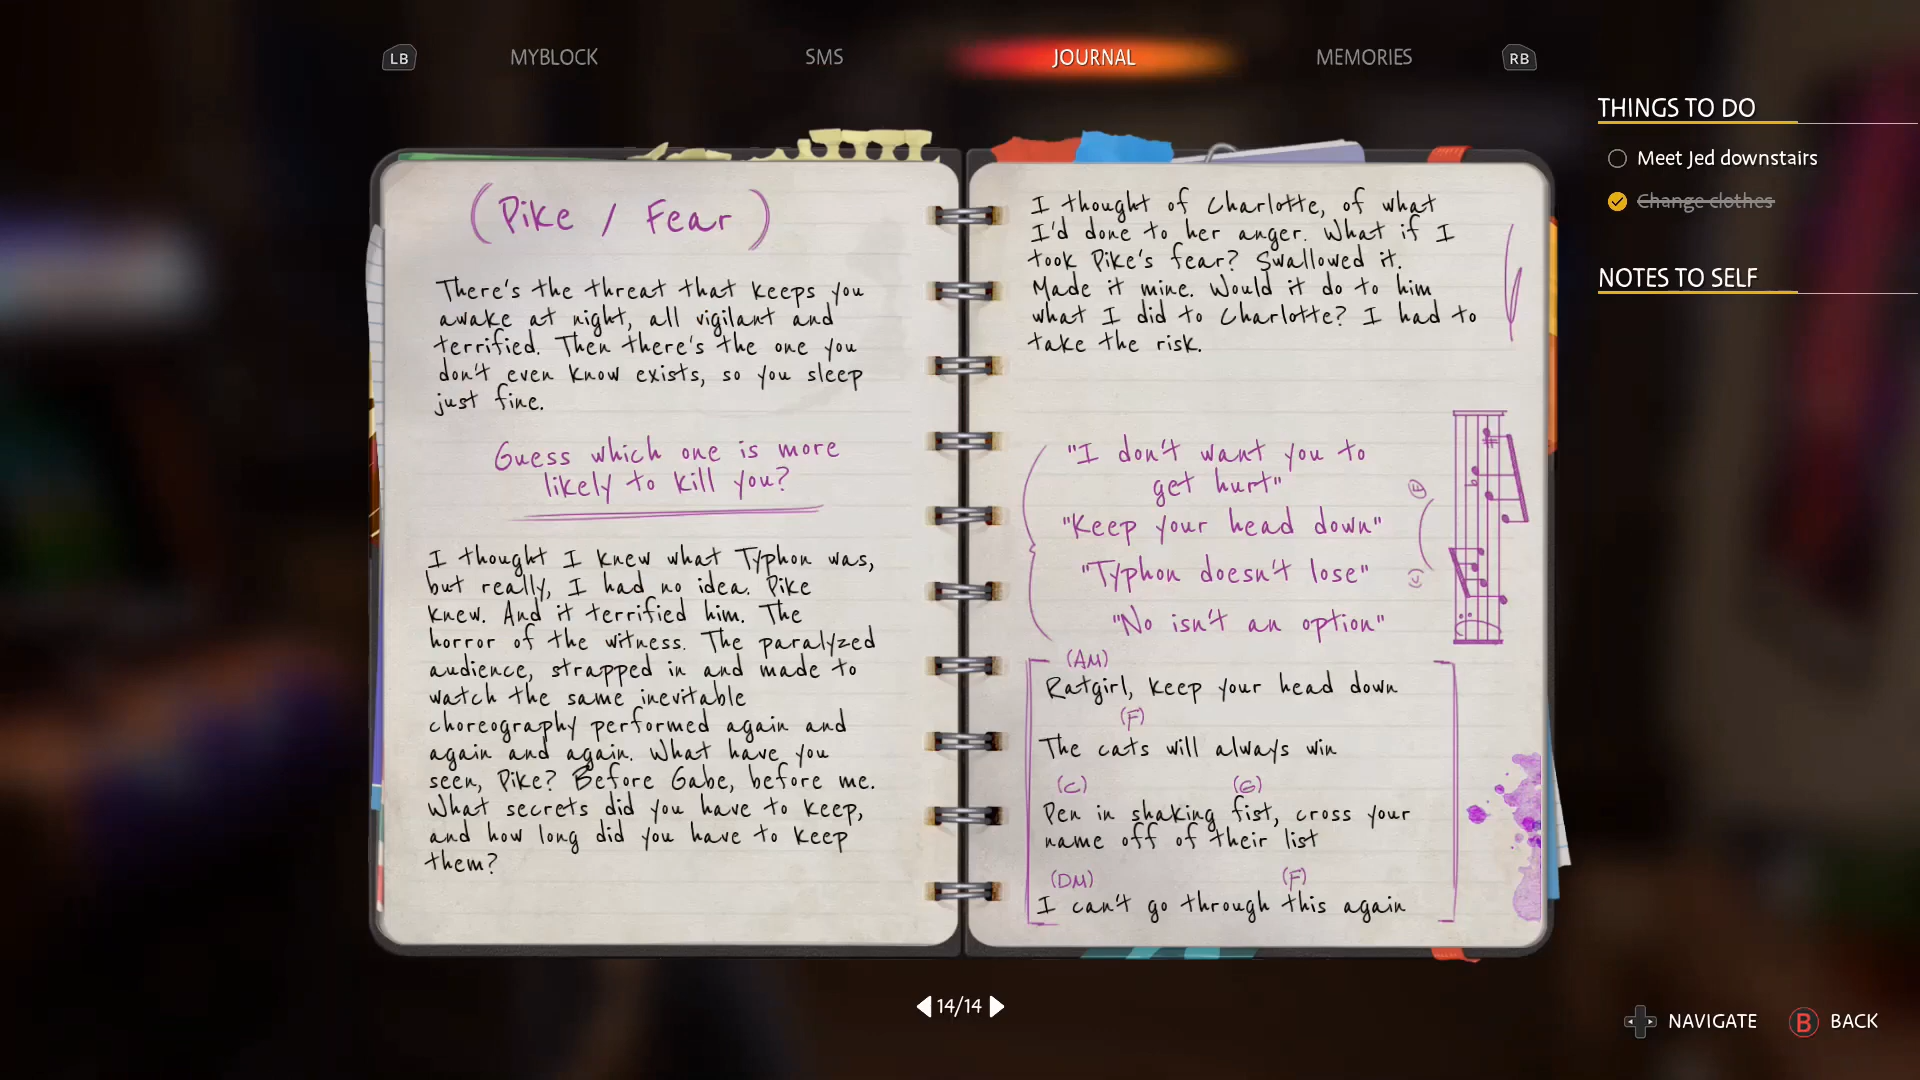 LB
MYBLOCK
SMS
JOURNAL
MEMORIES
RB
THINGS TO DO
Meet Jed downstairs
Change clothes
NOTES TO SELF
(Pike / Fear)
There's the threat that keeps you
awake at night, all vigilant and
terrified. Then there's the one you
don't even know exists, so you sleep
just fine.
Guess which one is more
likely to kill you?
I thought I knew what Typhon was,
but really, I had no idea. Pike
knew. And it terrified him. The
horror of the witness. The paralyzed
audience, strapped in and made to
watch the same inevitable
choreography performed again and
again and again. What have you
seen, Pike? Before Gabe, before me.
What secrets did you have to keep,
and how long did you have to keep
them?
I thought of Charlotte, of what
I'd done to her anger. What if I
took Pike's fear? Swallowed it.
Made it mine. Would it do to him
what I did to Charlotte? I had to
take the risk.
"I don't want you to
get hurt"
"Keep your head down"
"Typhon doesn't lose"
"No isn't an option"
(AM)
Ratgirl, keep your head down
(F)
The cats will always win
(C) (G)
Pen in shaking fist, cross your
name off of their list
(DM) (F)
I can't go through this again
14/14
NAVIGATE
B BACK